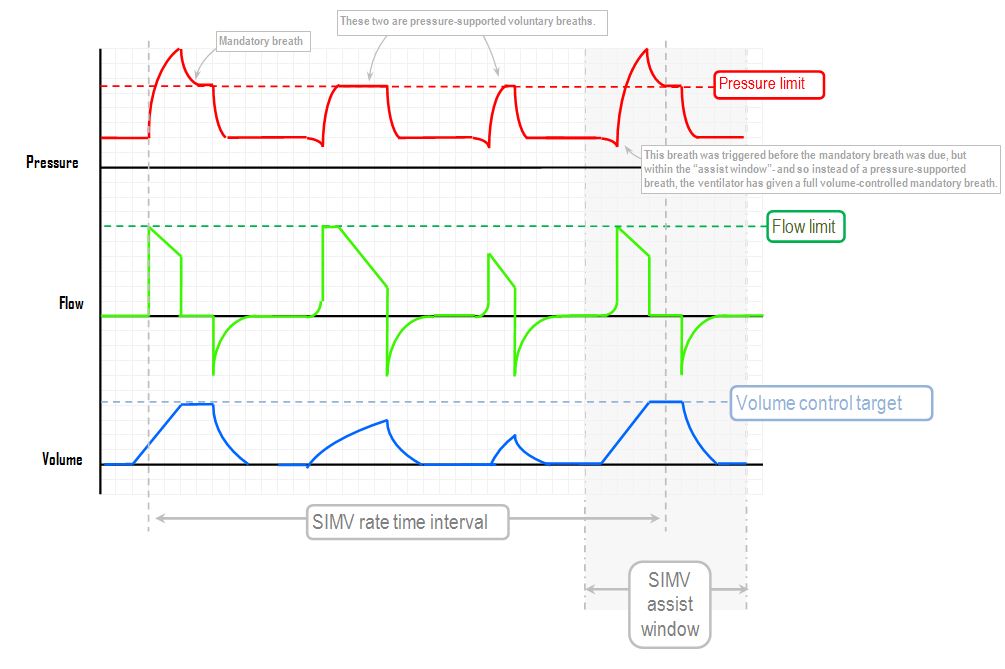 These two are pressure-supported voluntary breaths.
Mandatory breath
Pressure limit
Pressure
This breath was triggered before the mandatory breath was due, but
within the “assist window”- and so instead of a pressure-supported
breath, the ventilator has given a full volume-controlled mandatory breath.
Flow limit
Flow
Volume control target
Volume
SIMV rate time interval
SIMV
assist
window